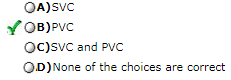 A)SVC
B)PVC
C)SVC and PVC
D)None of the choices are correct